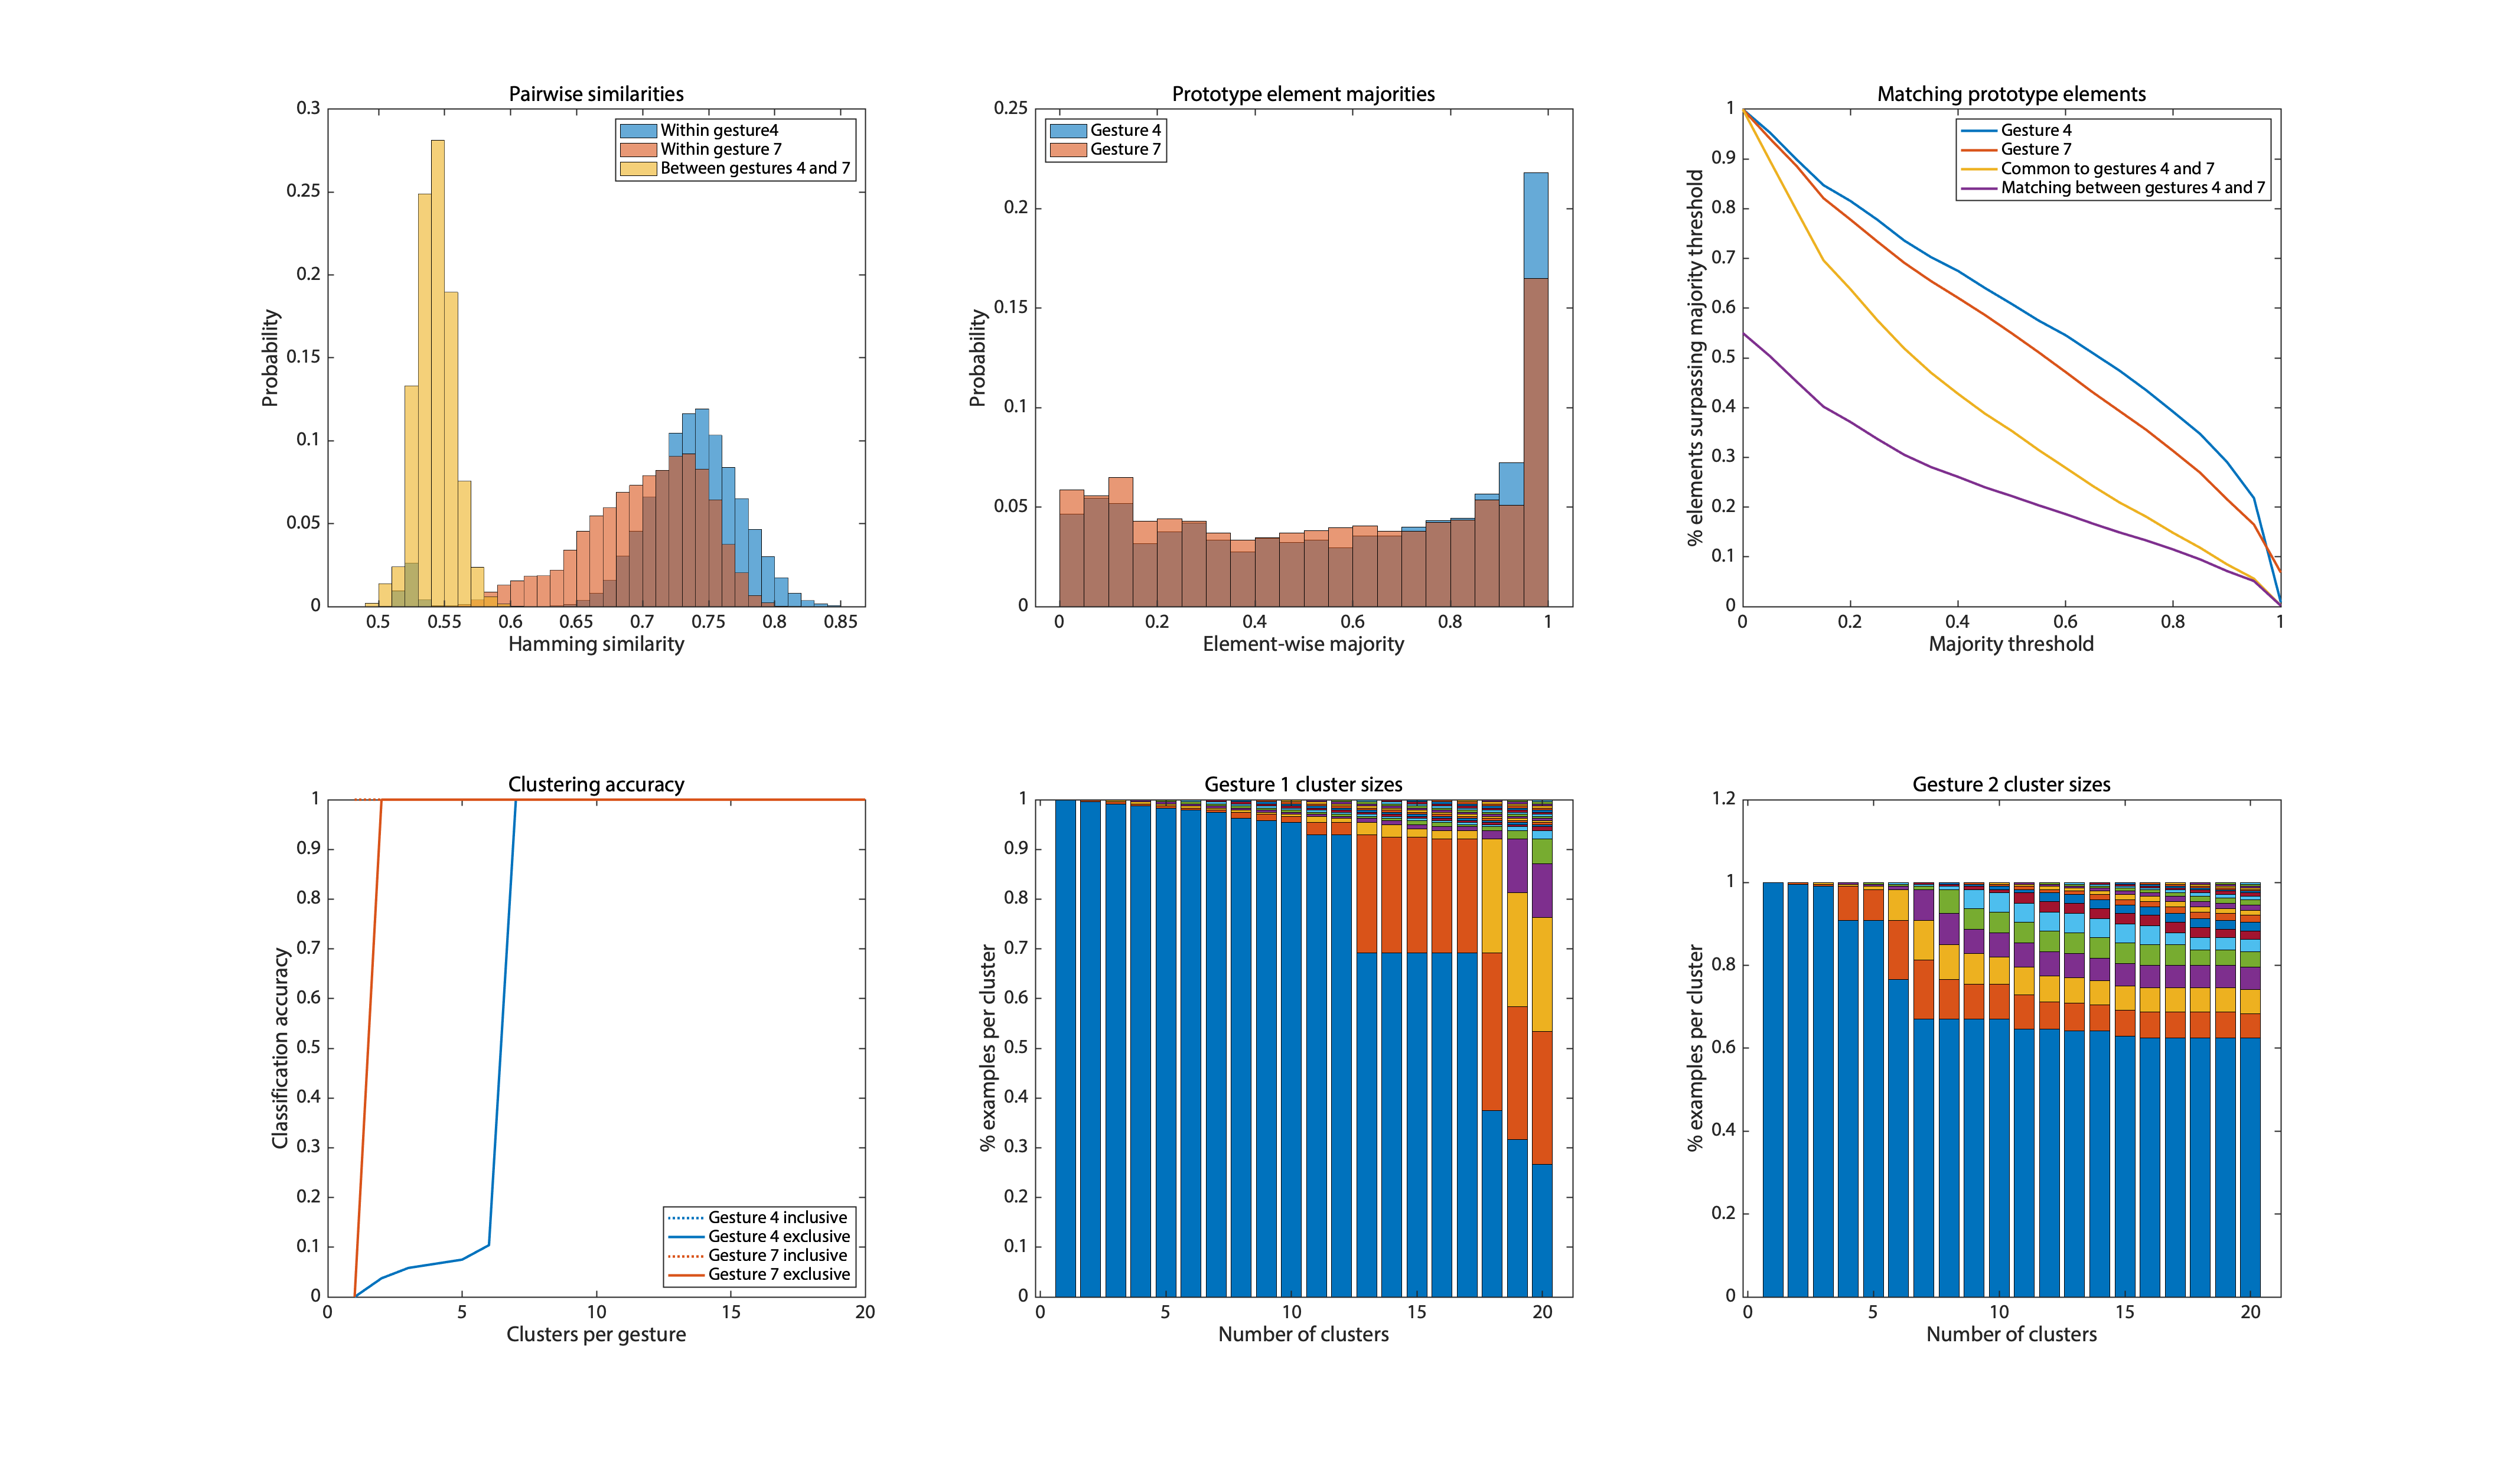 Pairwise similarities
0.3
0.25
0.2
0.15
0.1
0.05
0
Probability
Within gesture4
Within gesture 7
Between gestures 4 and 7
0.5 0.55 0.6 0.65 0.7 0.75 0.8 0.85
Hamming similarity
Prototype element majorities
0.25
0.2
0.15
0.1
0.05
0
Probability
Gesture 4
Gesture 7
0 0.2 0.4 0.6 0.8 1
Element-wise majority
Matching prototype elements
1
0.9
0.8
0.7
0.6
0.5
0.4
0.3
0.2
0.1
0
% elements surpassing majority threshold
Gesture 4
Gesture 7
Common to gestures 4 and 7
Matching between gestures 4 and 7
0 0.2 0.4 0.6 0.8 1
Majority threshold
Clustering accuracy
1
0.9
0.8
0.7
0.6
0.5
0.4
0.3
0.2
0.1
0
Classification accuracy
Gesture 4 inclusive
Gesture 4 exclusive
Gesture 7 inclusive
Gesture 7 exclusive
0 5 10 15 20
Clusters per gesture
Gesture 1 cluster sizes
1
0.9
0.8
0.7
0.6
0.5
0.4
0.3
0.2
0.1
0
% examples per cluster
0 5 10 15 20
Number of clusters
Gesture 2 cluster sizes
1.2
1
0.8
0.6
0.4
0.2
0
% examples per cluster
0 5 10 15 20
Number of clusters